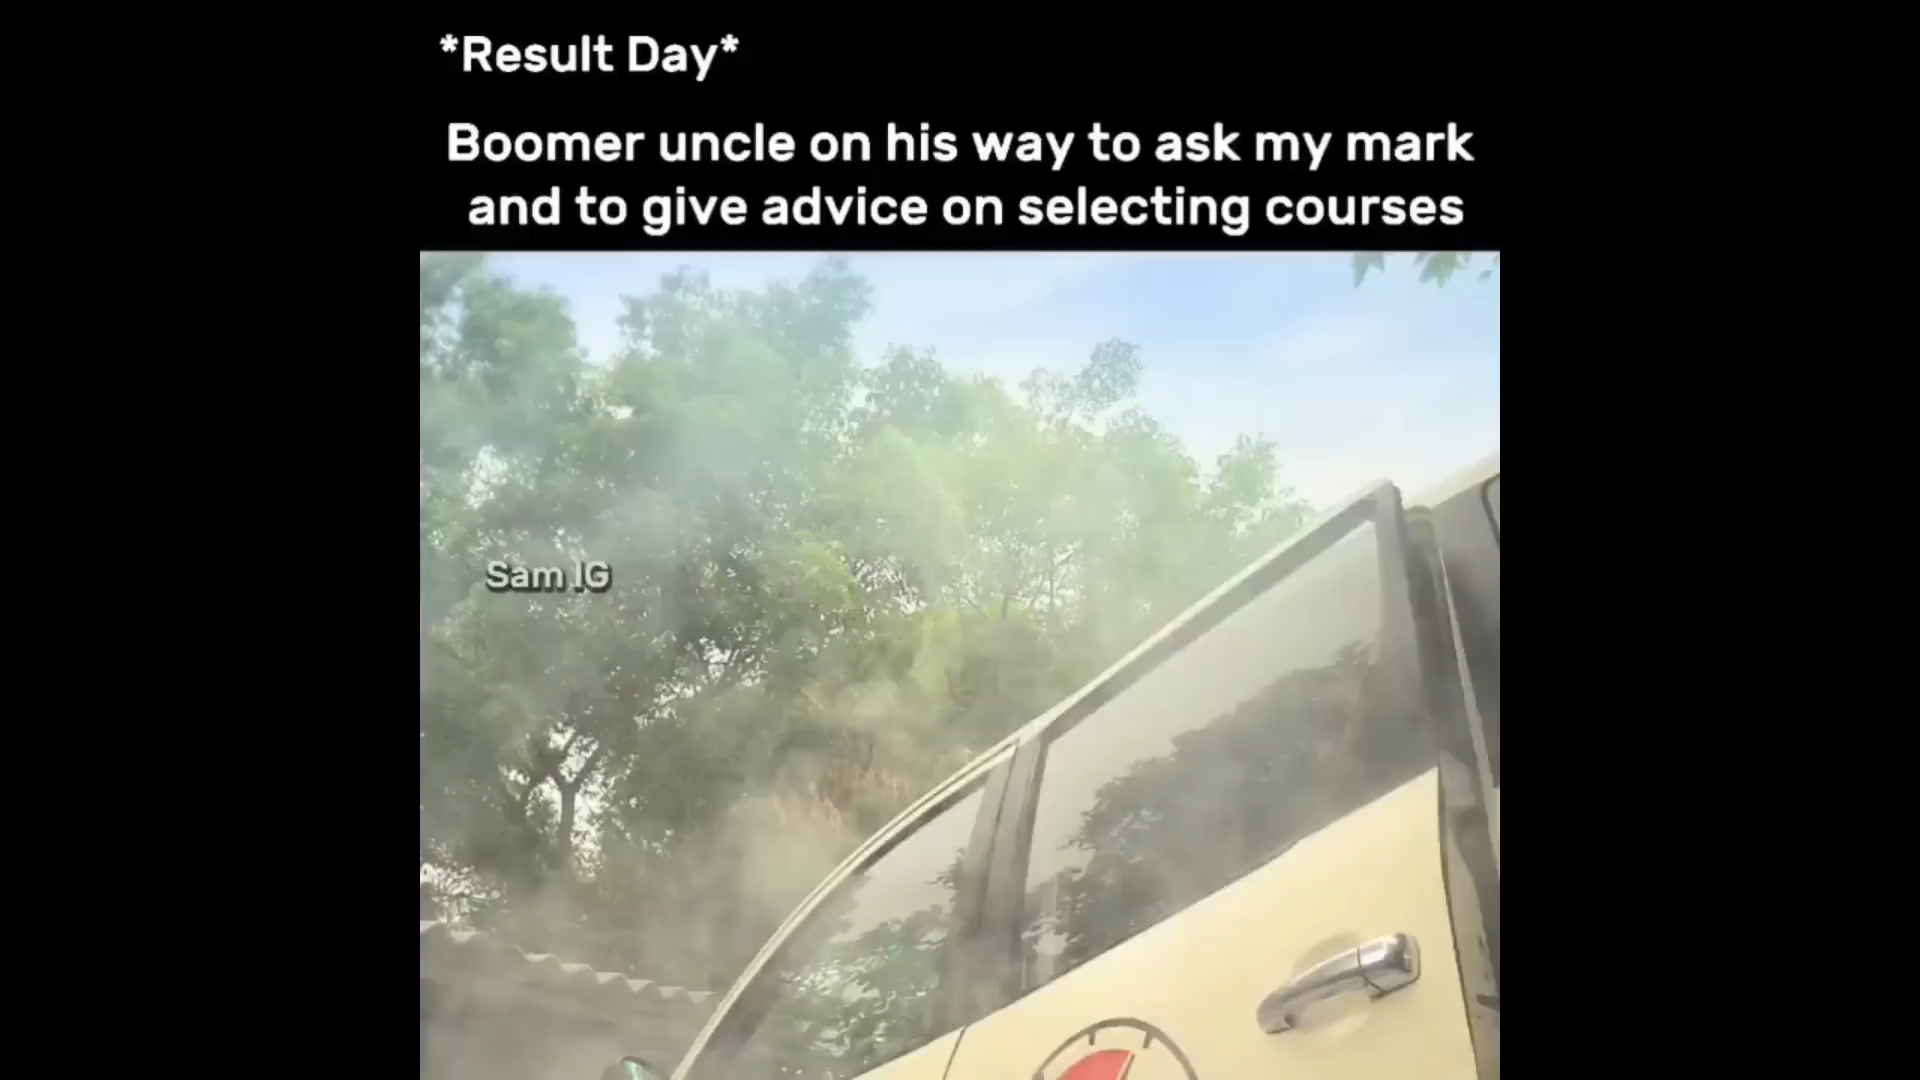 *Result Day*
Boomer uncle on his way to ask my mark
and to give advice on selecting courses
Sam IG